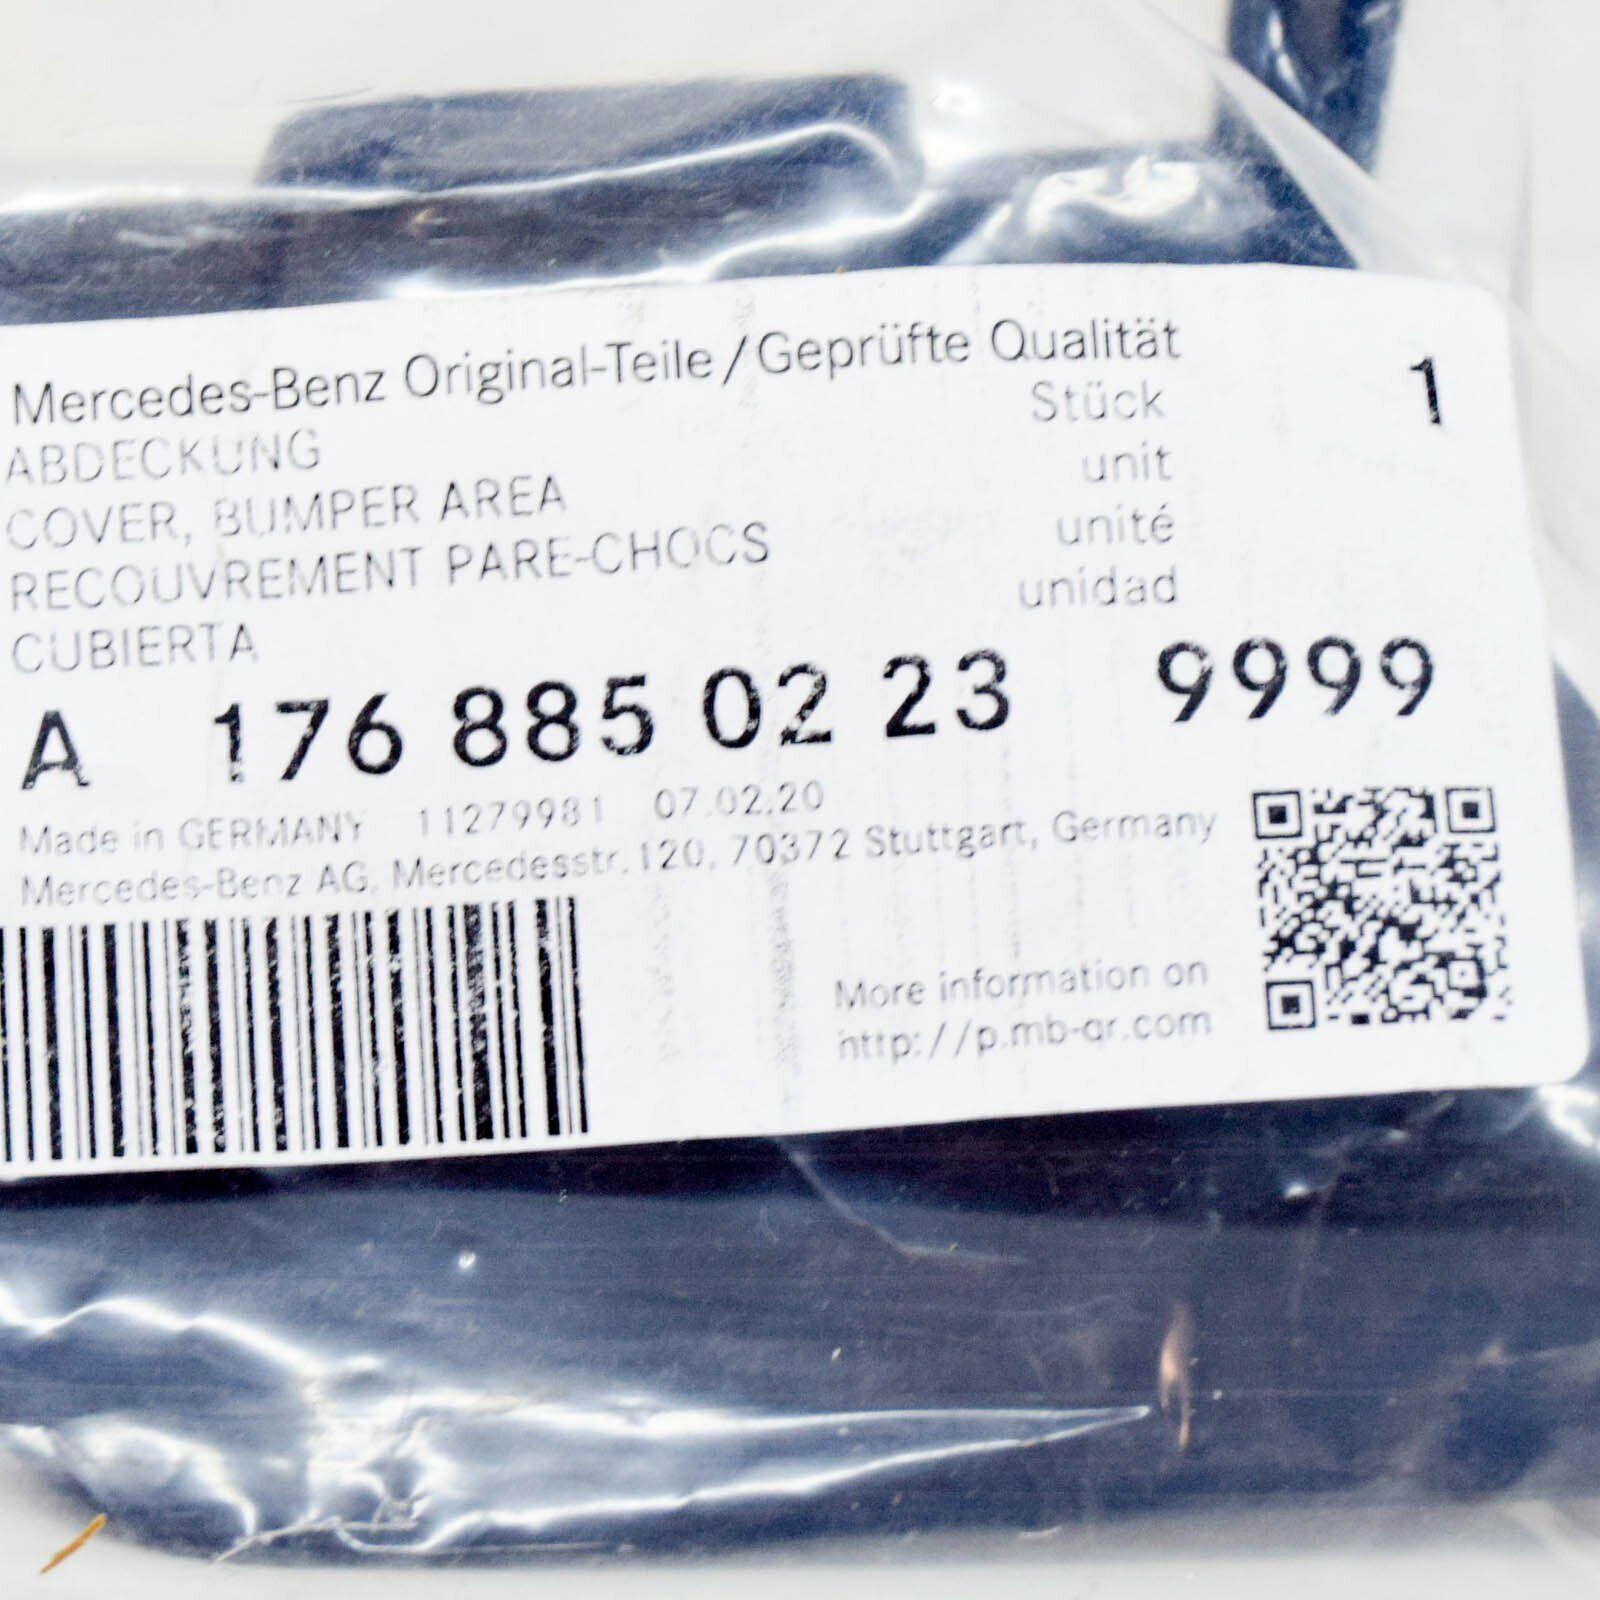 Mercedes-Benz Original-Teile/Geprüfte Qualität
ABDECKUNG
COVER, BUMPER AREA
RECOUVREMENT PARE-CHOCS
CUBIERTA
Stück
unit
unité
unidad
1
A 176 885 02 23 9999
Made in GERMANY 11279981 07.02.20
Mercedes-Benz AG, Mercedesstr. 120, 70372 Stuttgart, Germany
More information on
http://p.mb-qr.com